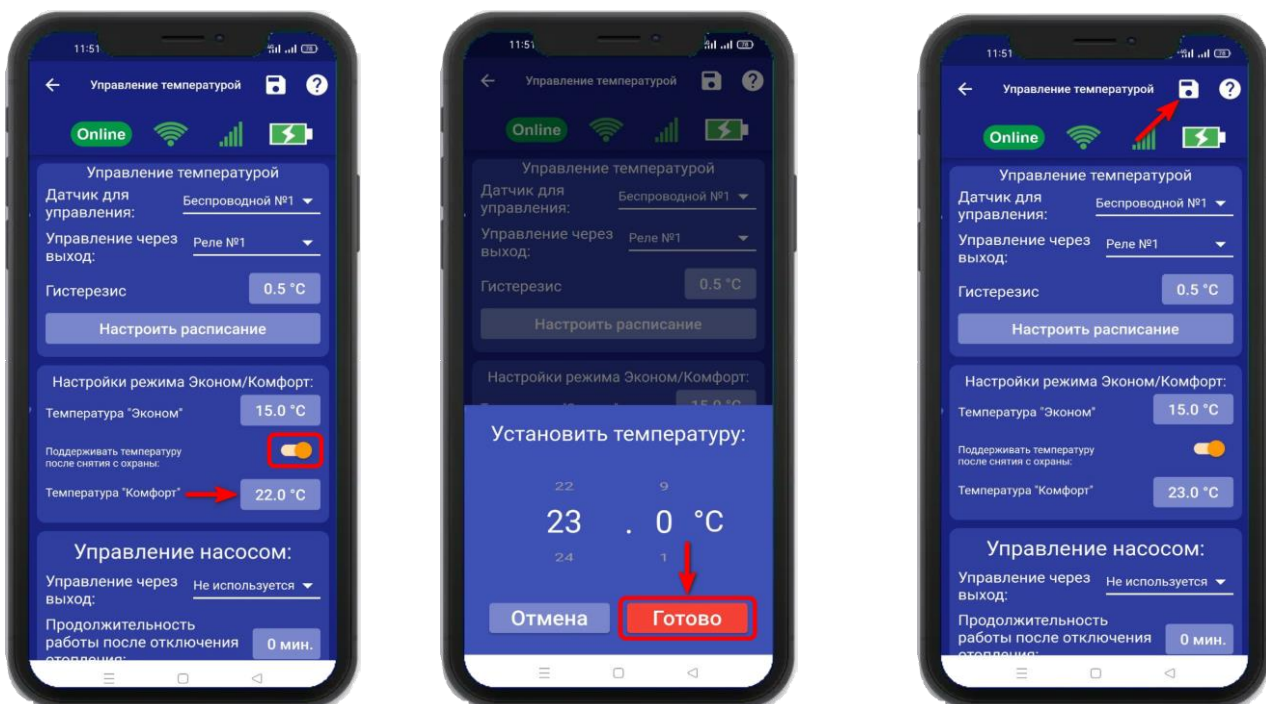 11:51
Управление температурой
Online
Управление температурой
Датчик для
управления:
Беспроводной №1
Управление через
выход:
Реле №1
Гистерезис
0.5 °C
Настроить расписание
Настройки режима Эконом/Комфорт:
Температура "Эконом"
15.0 °C
Поддерживать температуру
после снятия с охраны:
Температура "Комфорт"
22.0 °C
Управление насосом:
Управление через
выход:
Не используется
Продолжительность
работы после отключения
отопления:
0 мин.
11:51
Управление температурой
Online
Управление температурой
Датчик для
управления:
Беспроводной №1
Управление через
выход:
Реле №1
Гистерезис
0.5 °C
Настроить расписание
Настройки режима Эконом/Комфорт:
15.0 °C
Установить температуру:
22 9
23 . 0 °C
24 1
Отмена
Готово
11:51
Управление температурой
Online
Управление температурой
Датчик для
управления:
Беспроводной №1
Управление через
выход:
Реле №1
Гистерезис
0.5 °C
Настроить расписание
Настройки режима Эконом/Комфорт:
Температура "Эконом"
15.0 °C
Поддерживать температуру
после снятия с охраны:
Температура "Комфорт"
23.0 °C
Управление насосом:
Управление через
выход:
Не используется
Продолжительность
работы после отключения
отопления:
0 мин.